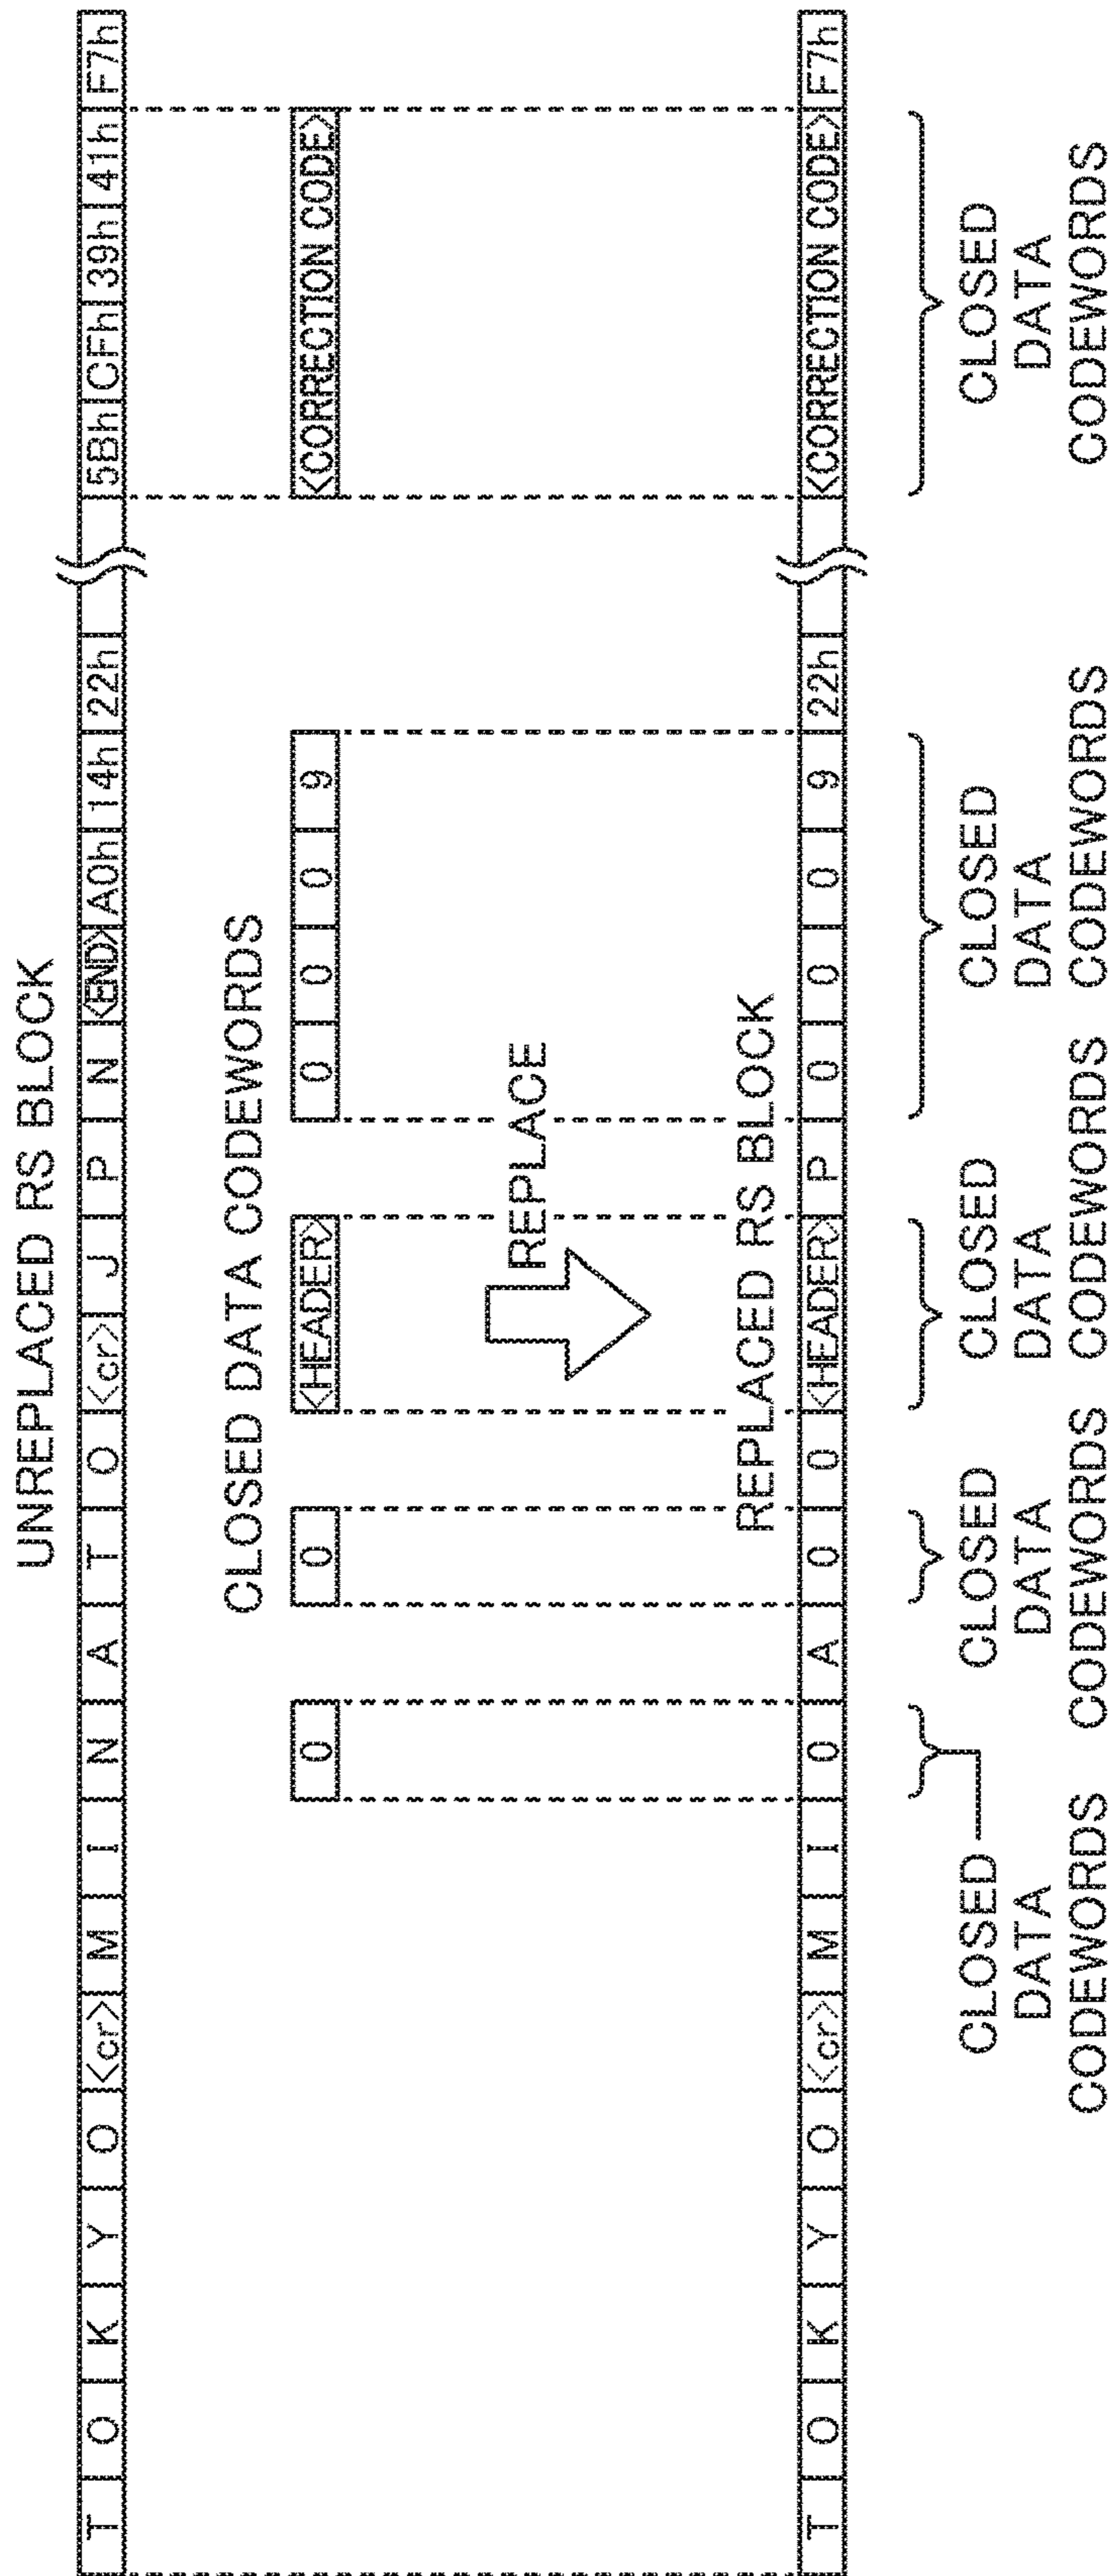 UNREPLACED RS BLOCK
T O K Y O <cr> M I N A T O <cr> J P N <END> A0h 14h 22h 5Bh CFh 39h 41h F7h
CLOSED DATA CODEWORDS
0 0 <HEADER> 0 0 0 9 <CORRECTION CODE>
REPLACE
REPLACED RS BLOCK
T O K Y O <cr> M I 0 A 0 O <HEADER> P 0 0 0 9 22h <CORRECTION CODE> F7h
CLOSED
DATA
CODEWORDS
CLOSED
DATA
CODEWORDS
CLOSED
DATA
CODEWORDS
CLOSED
DATA
CODEWORDS
CLOSED
DATA
CODEWORDS